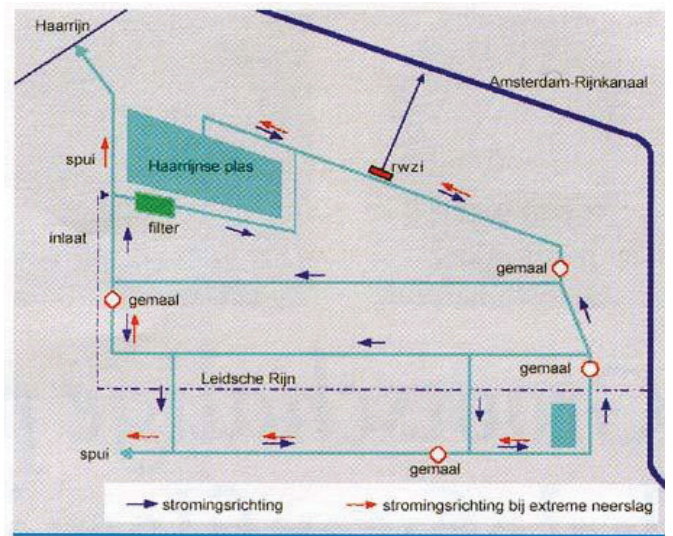 Haarrijn
Amsterdam-Rijnkanaal
spui
Haarrijnse plas
rwzi
inlaat
filter
gemaal
gemaal
gemaal
Leidsche Rijn
spui
gemaal
stromingsrichting
stromingsrichting bij extreme neerslag